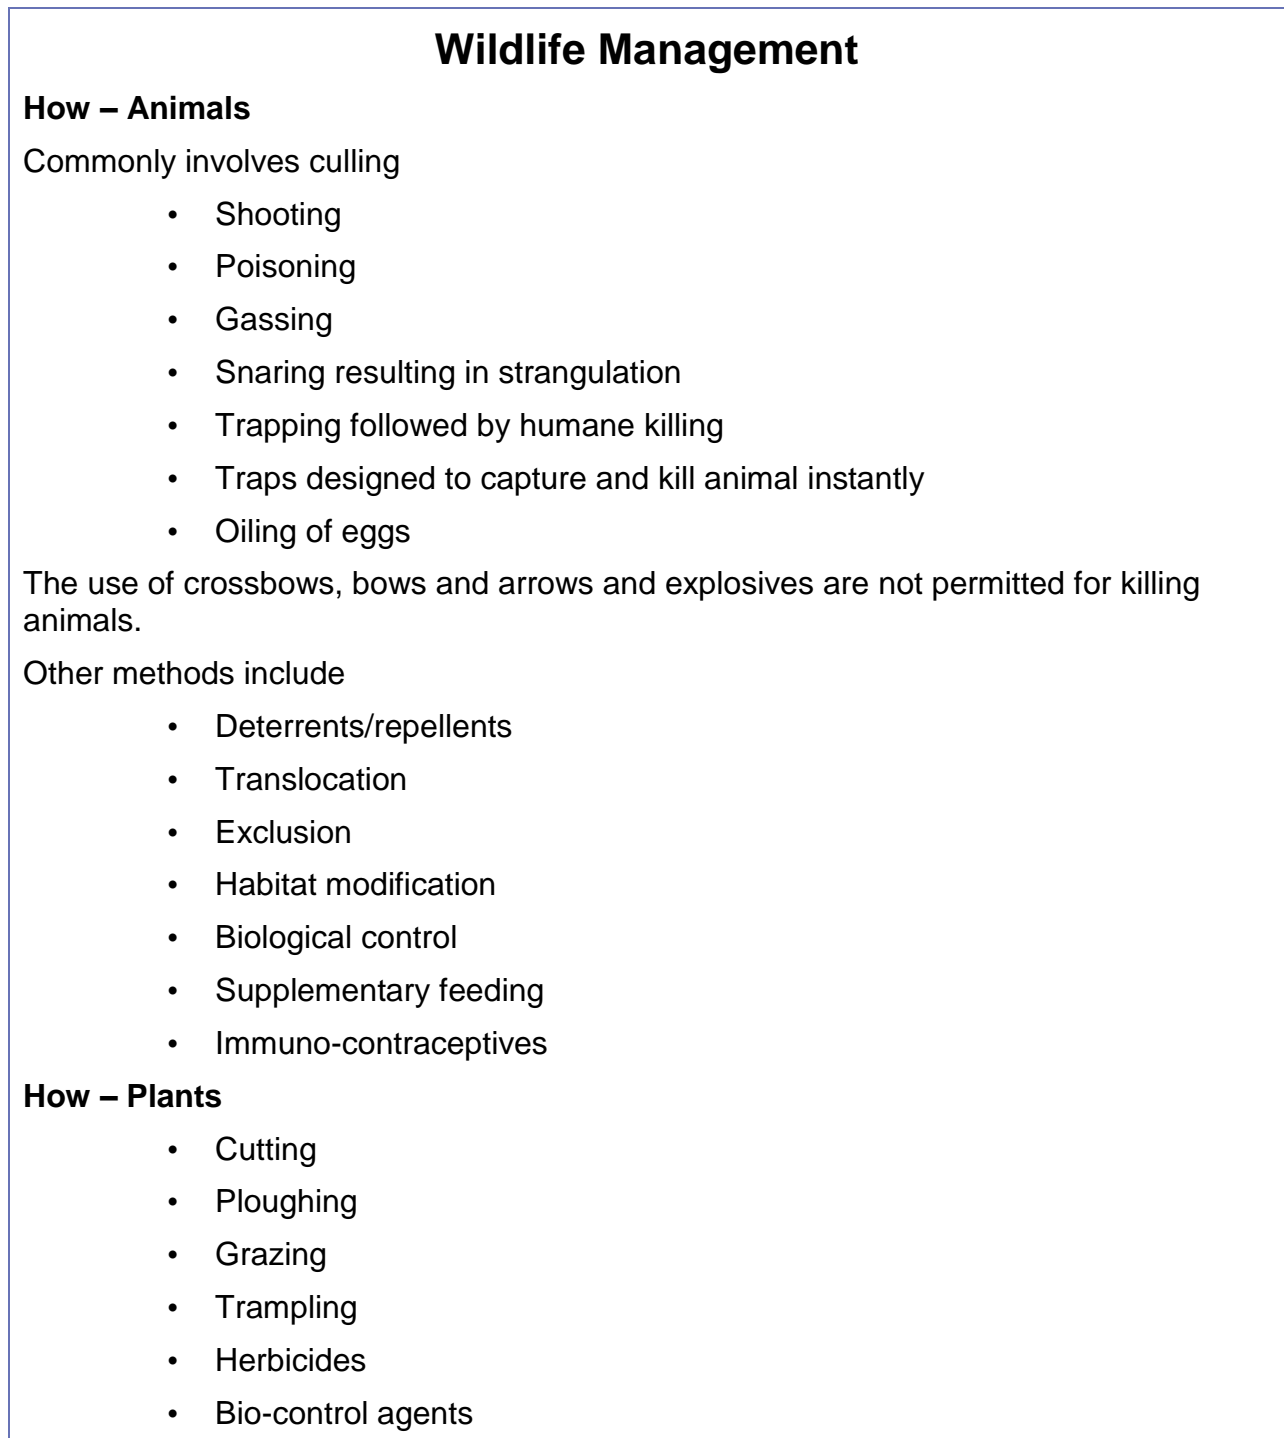 Wildlife Management
How – Animals
Commonly involves culling
• Shooting
• Poisoning
• Gassing
• Snaring resulting in strangulation
• Trapping followed by humane killing
• Traps designed to capture and kill animal instantly
• Oiling of eggs
The use of crossbows, bows and arrows and explosives are not permitted for killing
animals.
Other methods include
• Deterrents/repellents
• Translocation
• Exclusion
• Habitat modification
• Biological control
• Supplementary feeding
• Immuno-contraceptives
How – Plants
• Cutting
• Ploughing
• Grazing
• Trampling
• Herbicides
• Bio-control agents